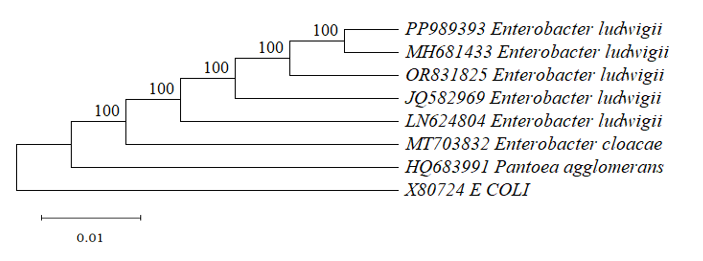 100 PP989393 Enterobacter ludwigii
100 MH681433 Enterobacter ludwigii
100 OR831825 Enterobacter ludwigii
100 JQ582969 Enterobacter ludwigii
100 LN624804 Enterobacter ludwigii
MT703832 Enterobacter cloacae
HQ683991 Pantoea agglomerans
X80724 E COLI
0.01